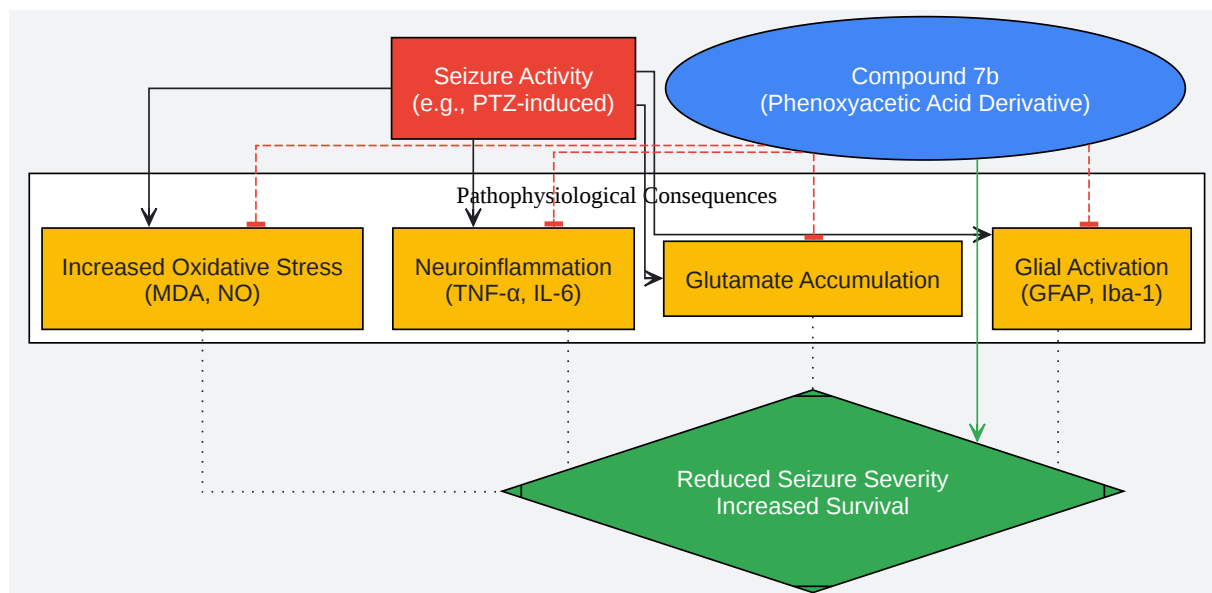 Seizure Activity
(e.g., PTZ-induced)
Compound 7b
(Phenoxyacetic Acid Derivative)
Pathophysiological Consequences
Increased Oxidative Stress
(MDA, NO)
Neuroinflammation
(TNF-α, IL-6)
Glutamate Accumulation
Glial Activation
(GFAP, Iba-1)
Reduced Seizure Severity
Increased Survival